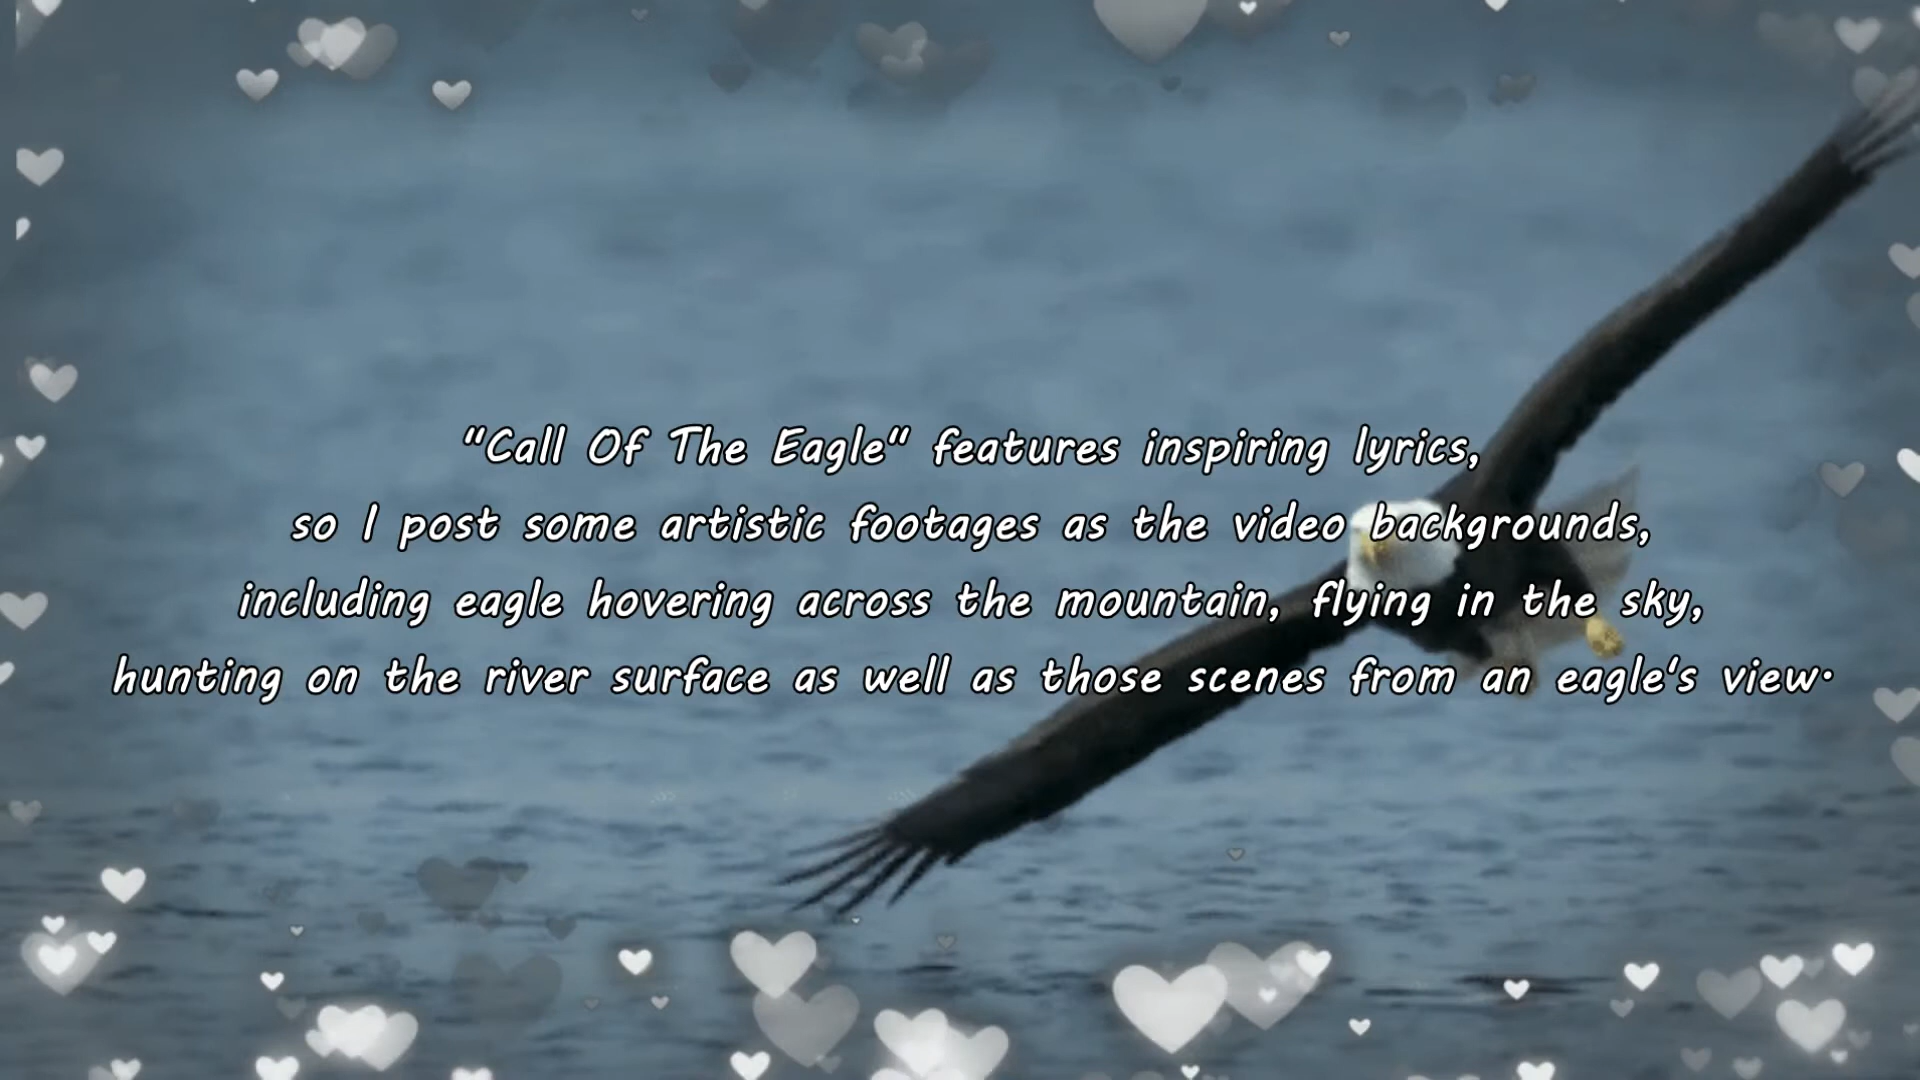 "Call Of The Eagle" features inspiring lyrics,
so I post some artistic footages as the video backgrounds,
including eagle hovering across the mountain, flying in the sky,
hunting on the river surface as well as those scenes from an eagle's view.